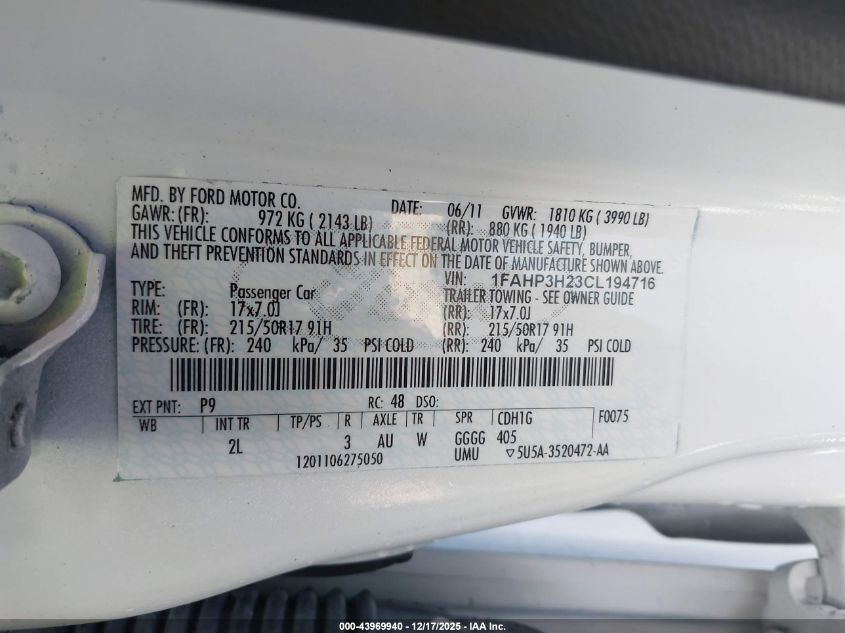 MFD. BY FORD MOTOR CO. DATE: 06/11 GVWR: 1810 KG ( 3990 LB)
GAWR: (FR): 972 KG ( 2143 LB) (RR): 880 KG ( 1940 LB)
THIS VEHICLE CONFORMS TO ALL APPLICABLE FEDERAL MOTOR VEHICLE SAFETY, BUMPER,
AND THEFT PREVENTION STANDARDS IN EFFECT ON THE DATE OF MANUFACTURE SHOWN ABOVE.
VIN: 1FAHP3H23CL194716
TYPE: Passenger Car TRAILER TOWING - SEE OWNER GUIDE
RIM: (FR): 17x7.0J (RR): 17x7.0J
TIRE: (FR): 215/50R17 91H (RR): 215/50R17 91H
PRESSURE: (FR): 240 kPa/ 35 PSI COLD (RR): 240 kPa/ 35 PSI COLD
EXT PNT: P9 RC: 48 DSO: F0075
WB INT TR TP/PS R AXLE TR SPR CDH1G
2L 3 AU W GGGG 405
1201106275050 UMU ▽5U5A-3520472-AA
000-43969940 - 12/17/2025 - IAA Inc.